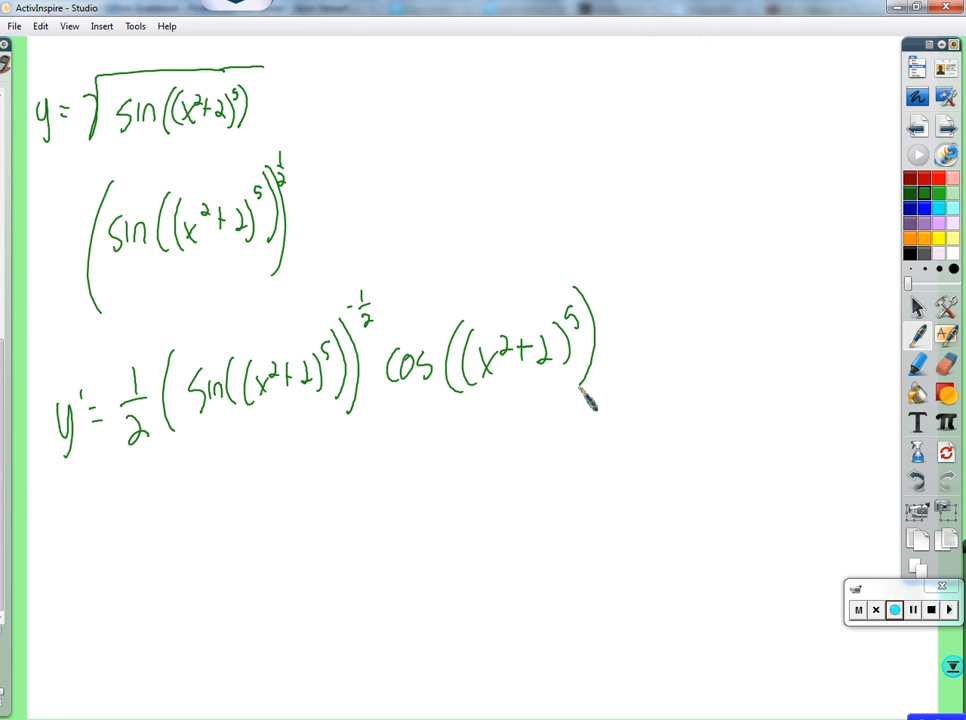 ActivInspire - Studio
File Edit View Insert Tools Help
y = √sin((x²+2)⁵)
(sin((x²+2)⁵))^½
y' = ½ (sin((x²+2)⁵))^-½ cos((x²+2)⁵)
T π
M